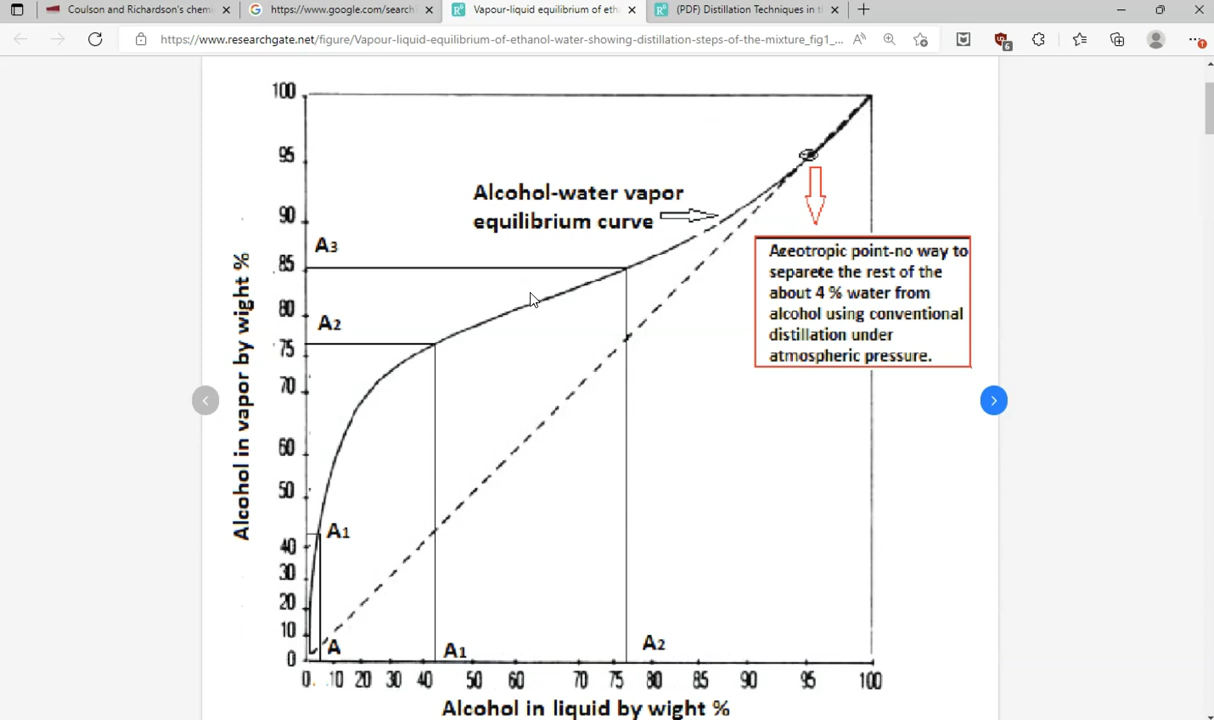 Coulson and Richardson's chem
https://www.google.com/search
Vapour-liquid equilibrium of eth
(PDF) Distillation Techniques in t
https://www.researchgate.net/figure/Vapour-liquid-equilibrium-of-ethanol-water-showing-distillation-steps-of-the-mixture_fig1_...
6
1
100
95
90
85
80
75
70
60
50
40
30
20
10
0
Alcohol in vapor by wight %
Alcohol-water vapor
equilibrium curve
A3
A2
A1
A
A1
A2
Aceotropic point-no way to
separete the rest of the
about 4 % water from
alcohol using conventional
distillation under
atmospheric pressure.
0 10 20 30 40 50 60 70 75 80 85 90 95 100
Alcohol in liquid by wight %